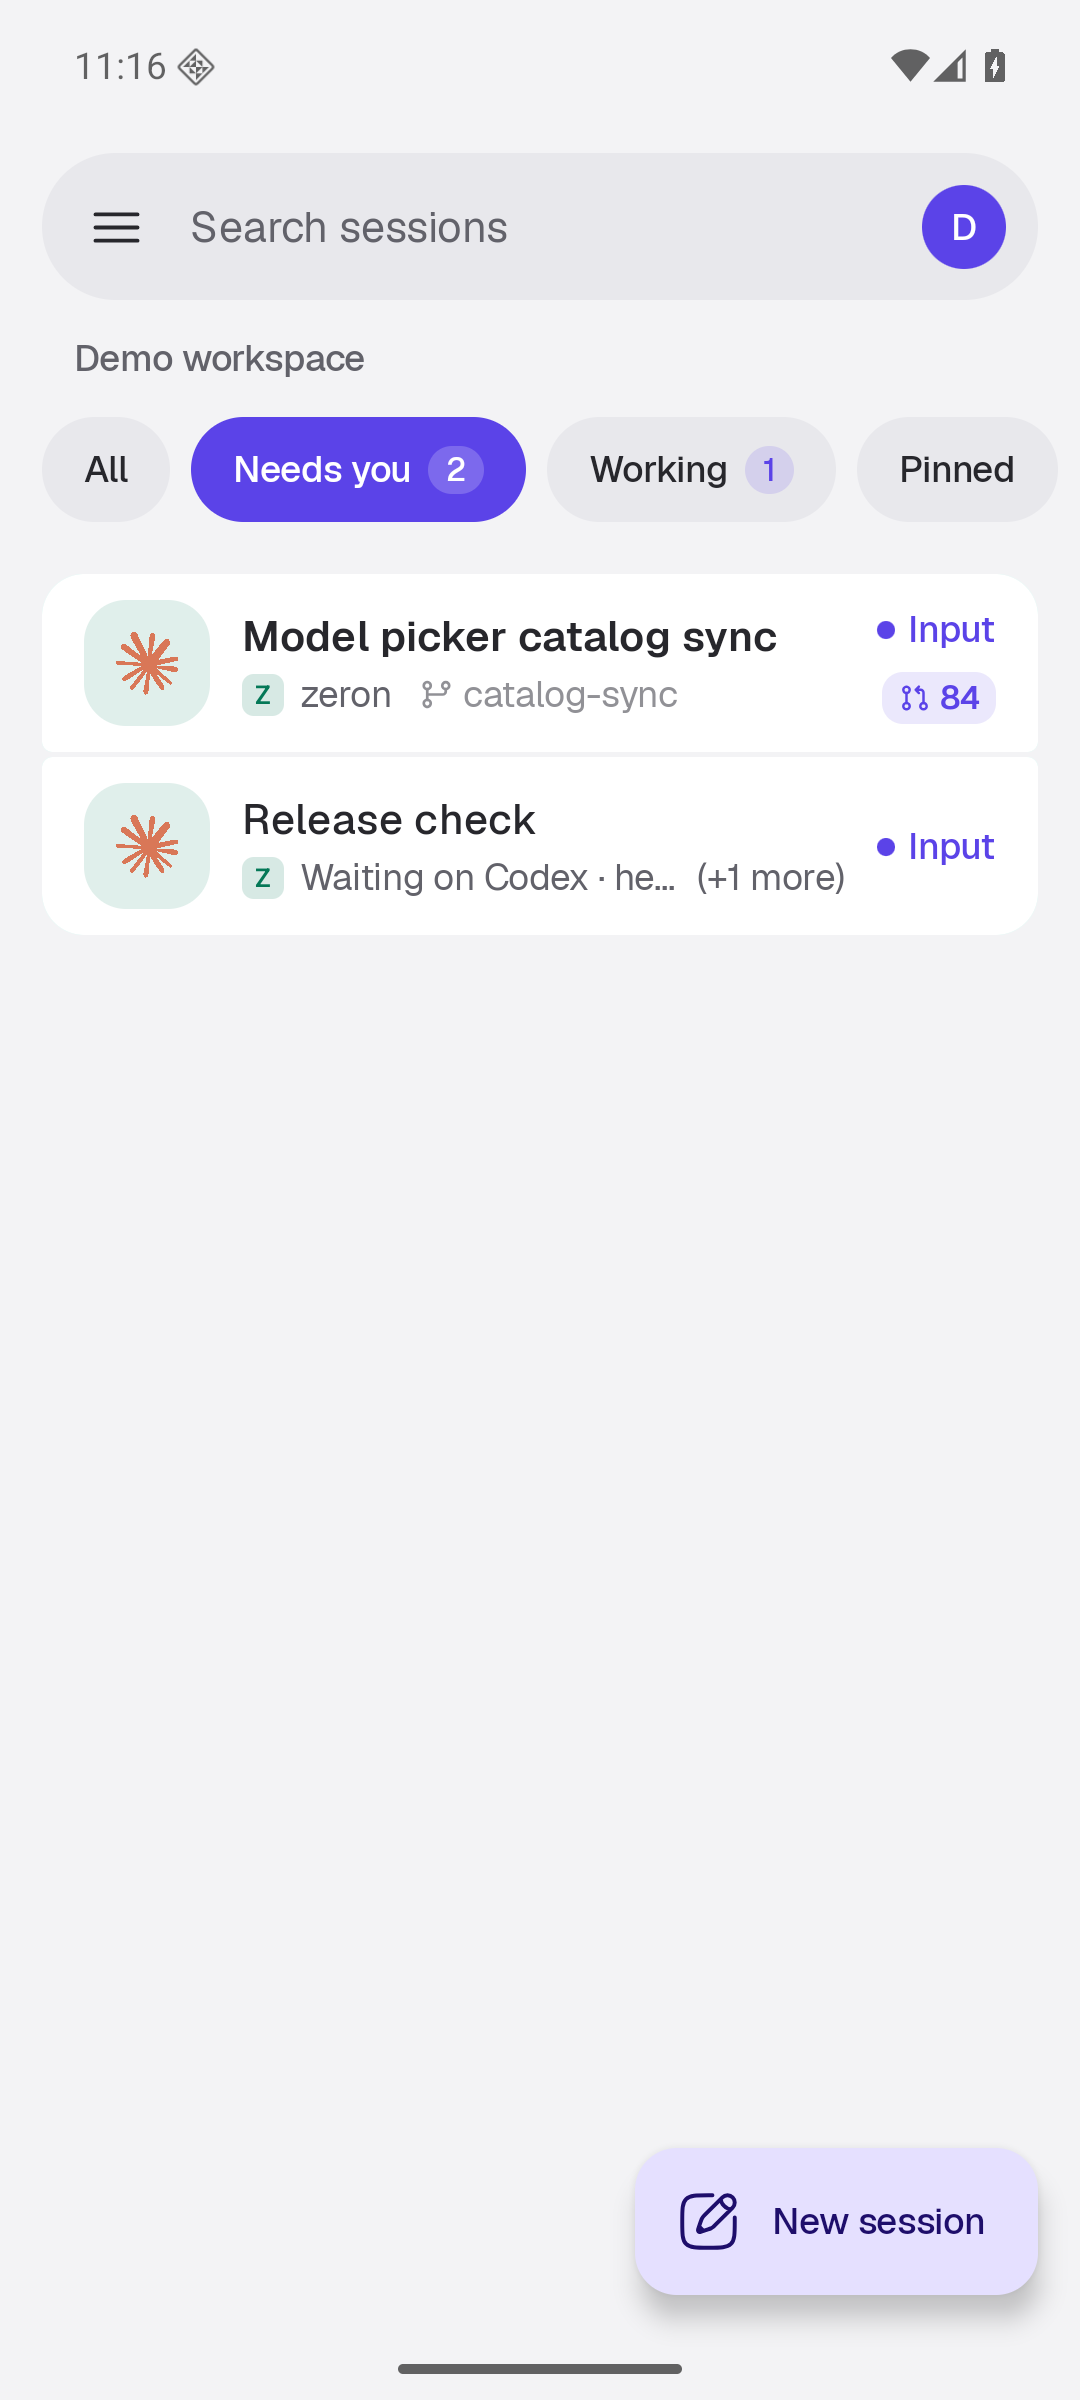 11:16
Search sessions
D
Demo workspace
All
Needs you 2
Working 1
Pinned
Model picker catalog sync
Input
Z zeron catalog-sync
84
Release check
Input
Z Waiting on Codex · he... (+1 more)
New session